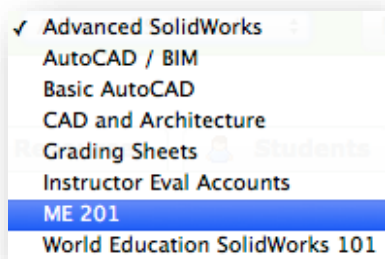 ✓ Advanced SolidWorks
AutoCAD / BIM
Basic AutoCAD
CAD and Architecture
Grading Sheets
Students
Instructor Eval Accounts
ME 201
World Education SolidWorks 101